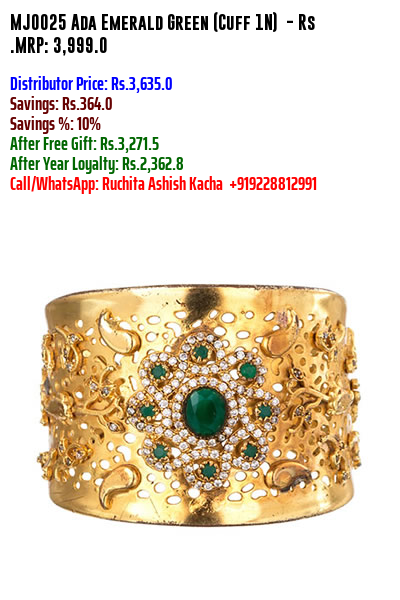 MJ0025 Ada Emerald Green (Cuff 1N) - Rs
.MRP: 3,999.0
Distributor Price: Rs.3,635.0
Savings: Rs.364.0
Savings %: 10%
After Free Gift: Rs.3,271.5
After Year Loyalty: Rs.2,362.8
Call/WhatsApp: Ruchita Ashish Kacha +919228812991